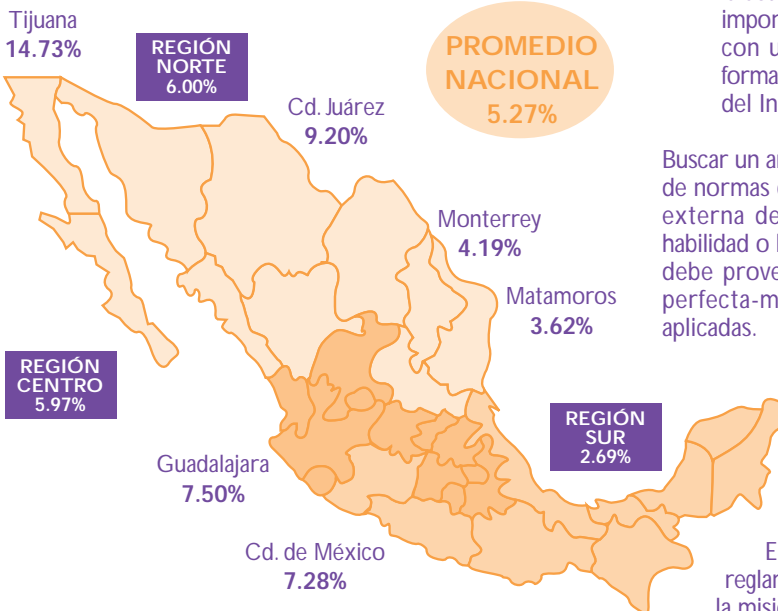 Tijuana
14.73%
REGIÓN
NORTE
6.00%
PROMEDIO
NACIONAL
5.27%
Cd. Juárez
9.20%
Monterrey
4.19%
Matamoros
3.62%
REGIÓN
CENTRO
5.97%
REGIÓN
SUR
2.69%
Guadalajara
7.50%
Cd. de México
7.28%
impor
con u
forma
del In
Buscar un a
de normas
externa de
habilidad o
debe prove
perfecta-m
aplicadas.
E
reglar
la misi